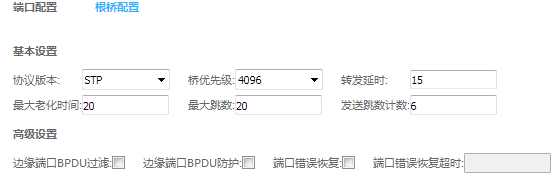 端口配置 根桥配置
基本设置
协议版本: STP 桥优先级: 4096 转发延时: 15
最大老化时间: 20 最大跳数: 20 发送跳数计数: 6
高级设置
边缘端口BPDU过滤: 边缘端口BPDU防护: 端口错误恢复: 端口错误恢复超时: